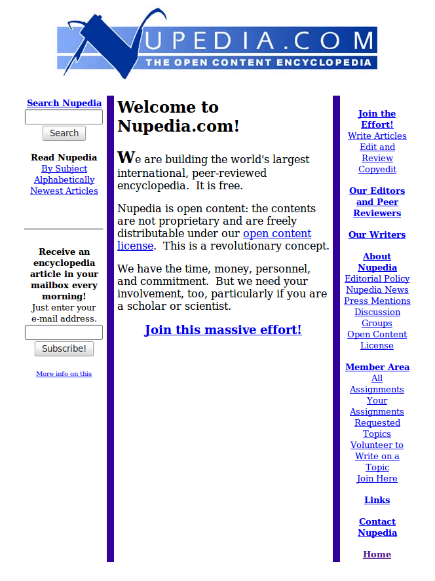 NUPEDIA.COM
THE OPEN CONTENT ENCYCLOPEDIA
Search Nupedia
Search
Read Nupedia
By Subject
Alphabetically
Newest Articles
Receive an
encyclopedia
article in your
mailbox every
morning!
Just enter your
e-mail address.
Subscribe!
More info on this
Welcome to
Nupedia.com!
We are building the world's largest
international, peer-reviewed
encyclopedia. It is free.
Nupedia is open content: the contents
are not proprietary and are freely
distributable under our open content
license. This is a revolutionary concept.
We have the time, money, personnel,
and commitment. But we need your
involvement, too, particularly if you are
a scholar or scientist.
Join this massive effort!
Join the
Effort!
Write Articles
Edit and
Review
Copyedit
Our Editors
and Peer
Reviewers
Our Writers
About
Nupedia
Editorial Policy
Nupedia News
Press Mentions
Discussion
Groups
Open Content
License
Member Area
All
Assignments
Your
Assignments
Requested
Topics
Volunteer to
Write on a
Topic
Join Here
Links
Contact
Nupedia
Home